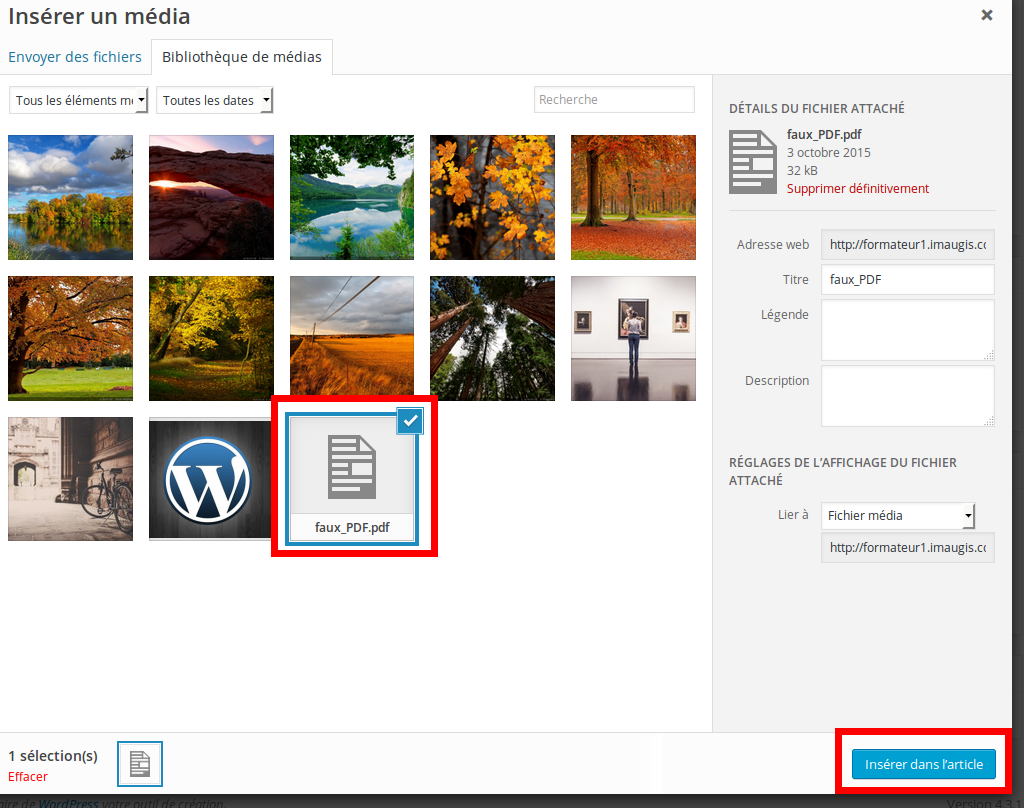 Insérer un média
Envoyer des fichiers
Bibliothèque de médias
Tous les éléments mé
Toutes les dates
Recherche
DÉTAILS DU FICHIER ATTACHÉ
faux_PDF.pdf
3 octobre 2015
32 kB
Supprimer définitivement
Adresse web
http://formateur1.imaugis.co
Titre
faux_PDF
Légende
Description
RÉGLAGES DE L'AFFICHAGE DU FICHIER
ATTACHÉ
Lier à
Fichier média
http://formateur1.imaugis.co
faux_PDF.pdf
1 sélection(s)
Effacer
Insérer dans l'article
aire de WordPress votre outil de création.
Version 4.3.1